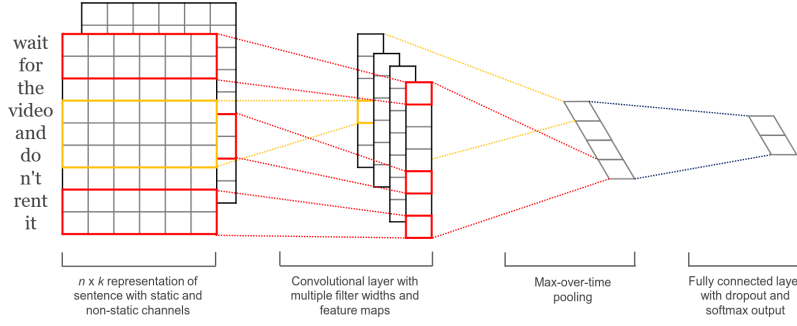 wait
for
the
video
and
do
n't
rent
it
n x k representation of
sentence with static and
non-static channels
Convolutional layer with
multiple filter widths and
feature maps
Max-over-time
pooling
Fully connected laye
with dropout and
softmax output